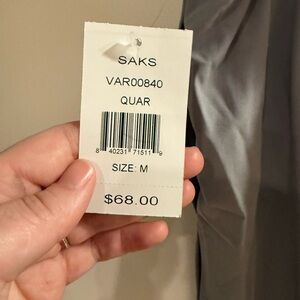 SAKS
VAR00840
QUAR
8 40231 71511 9
SIZE: M
$68.00